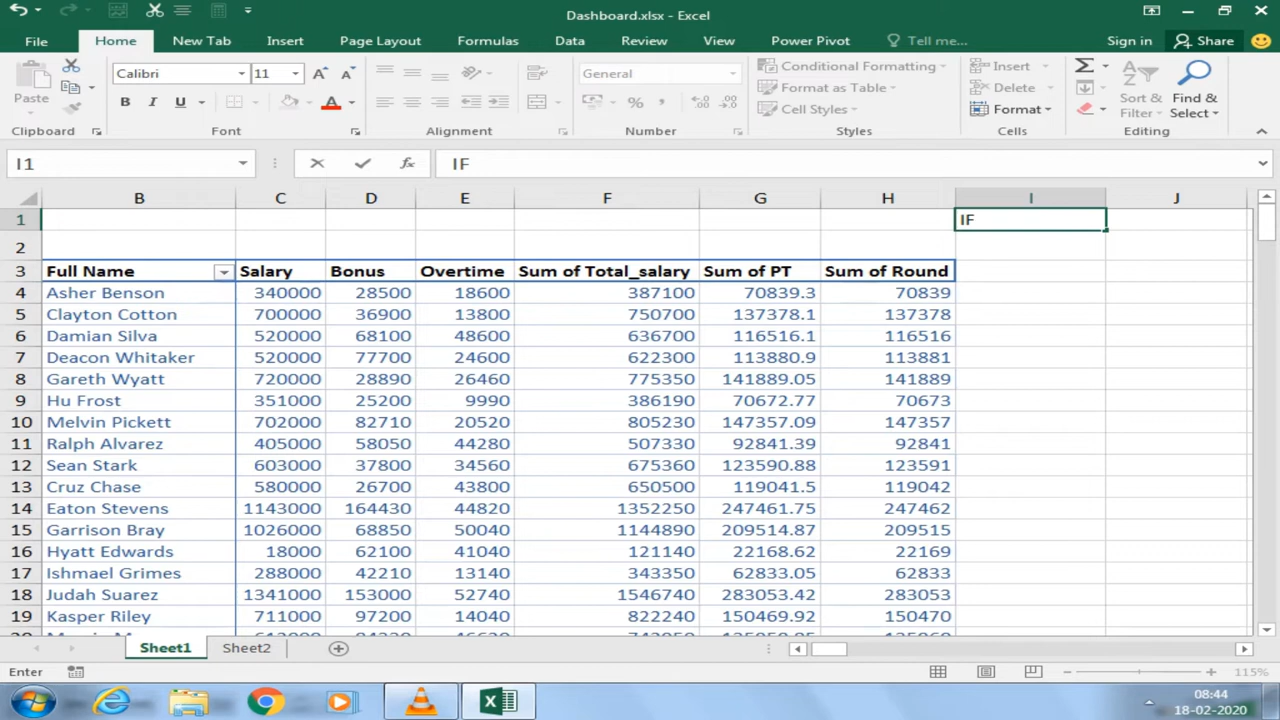 Dashboard.xlsx - Excel
File Home New Tab Insert Page Layout Formulas Data Review View Power Pivot Tell me... Sign in Share
Paste Calibri 11 General Conditional Formatting Insert Sort & Find &
B I U A % , Format as Table Delete Filter Select
Cell Styles Format
Clipboard Font Alignment Number Styles Cells Editing
I1 fx IF
B C D E F G H I J
1 IF
2
3 Full Name Salary Bonus Overtime Sum of Total_salary Sum of PT Sum of Round
4 Asher Benson 340000 28500 18600 387100 70839.3 70839
5 Clayton Cotton 700000 36900 13800 750700 137378.1 137378
6 Damian Silva 520000 68100 48600 636700 116516.1 116516
7 Deacon Whitaker 520000 77700 24600 622300 113880.9 113881
8 Gareth Wyatt 720000 28890 26460 775350 141889.05 141889
9 Hu Frost 351000 25200 9990 386190 70672.77 70673
10 Melvin Pickett 702000 82710 20520 805230 147357.09 147357
11 Ralph Alvarez 405000 58050 44280 507330 92841.39 92841
12 Sean Stark 603000 37800 34560 675360 123590.88 123591
13 Cruz Chase 580000 26700 43800 650500 119041.5 119042
14 Eaton Stevens 1143000 164430 44820 1352250 247461.75 247462
15 Garrison Bray 1026000 68850 50040 1144890 209514.87 209515
16 Hyatt Edwards 18000 62100 41040 121140 22168.62 22169
17 Ishmael Grimes 288000 42210 13140 343350 62833.05 62833
18 Judah Suarez 1341000 153000 52740 1546740 283053.42 283053
19 Kasper Riley 711000 97200 14040 822240 150469.92 150470
Sheet1 Sheet2
Enter 115%
08:44
18-02-2020